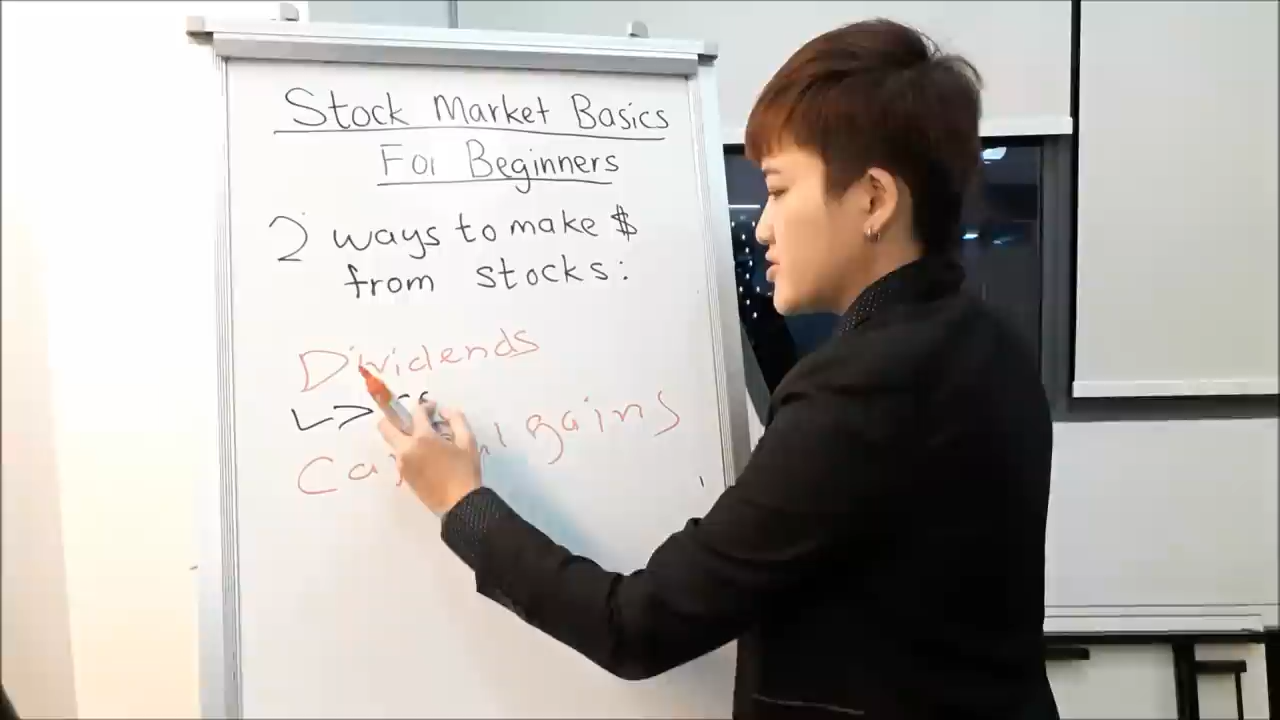 Stock Market Basics
For Beginners
2 ways to make $
from stocks:
Dividends
gains